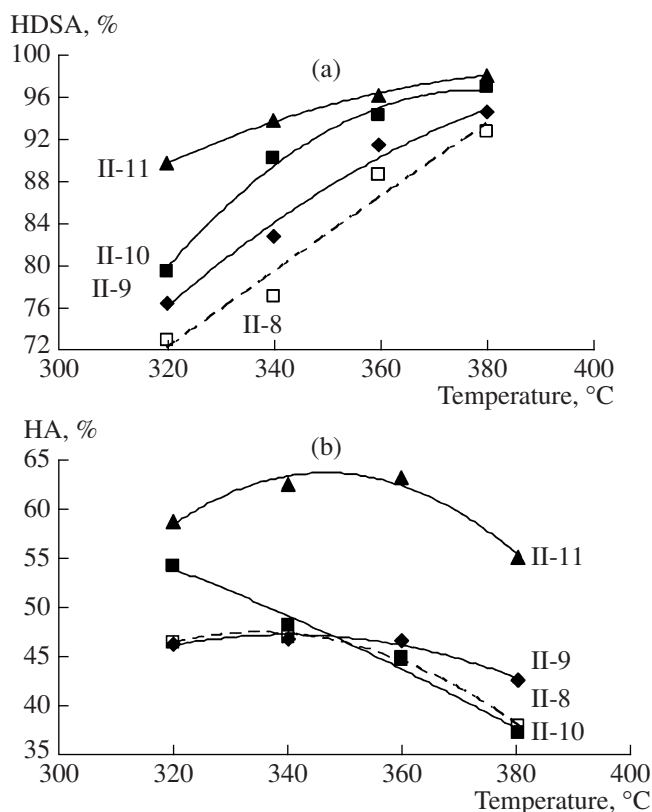 HDSA, %
100
(a)
96
92
88
II-11
84
80
II-10
II-9
76
II-8
72
300 320 340 360 380 400
Temperature, °C
HA, %
(b)
65
60
55
II-11
50
45
II-9
II-8
40
II-10
35
300 320 340 360 380 400
Temperature, °C